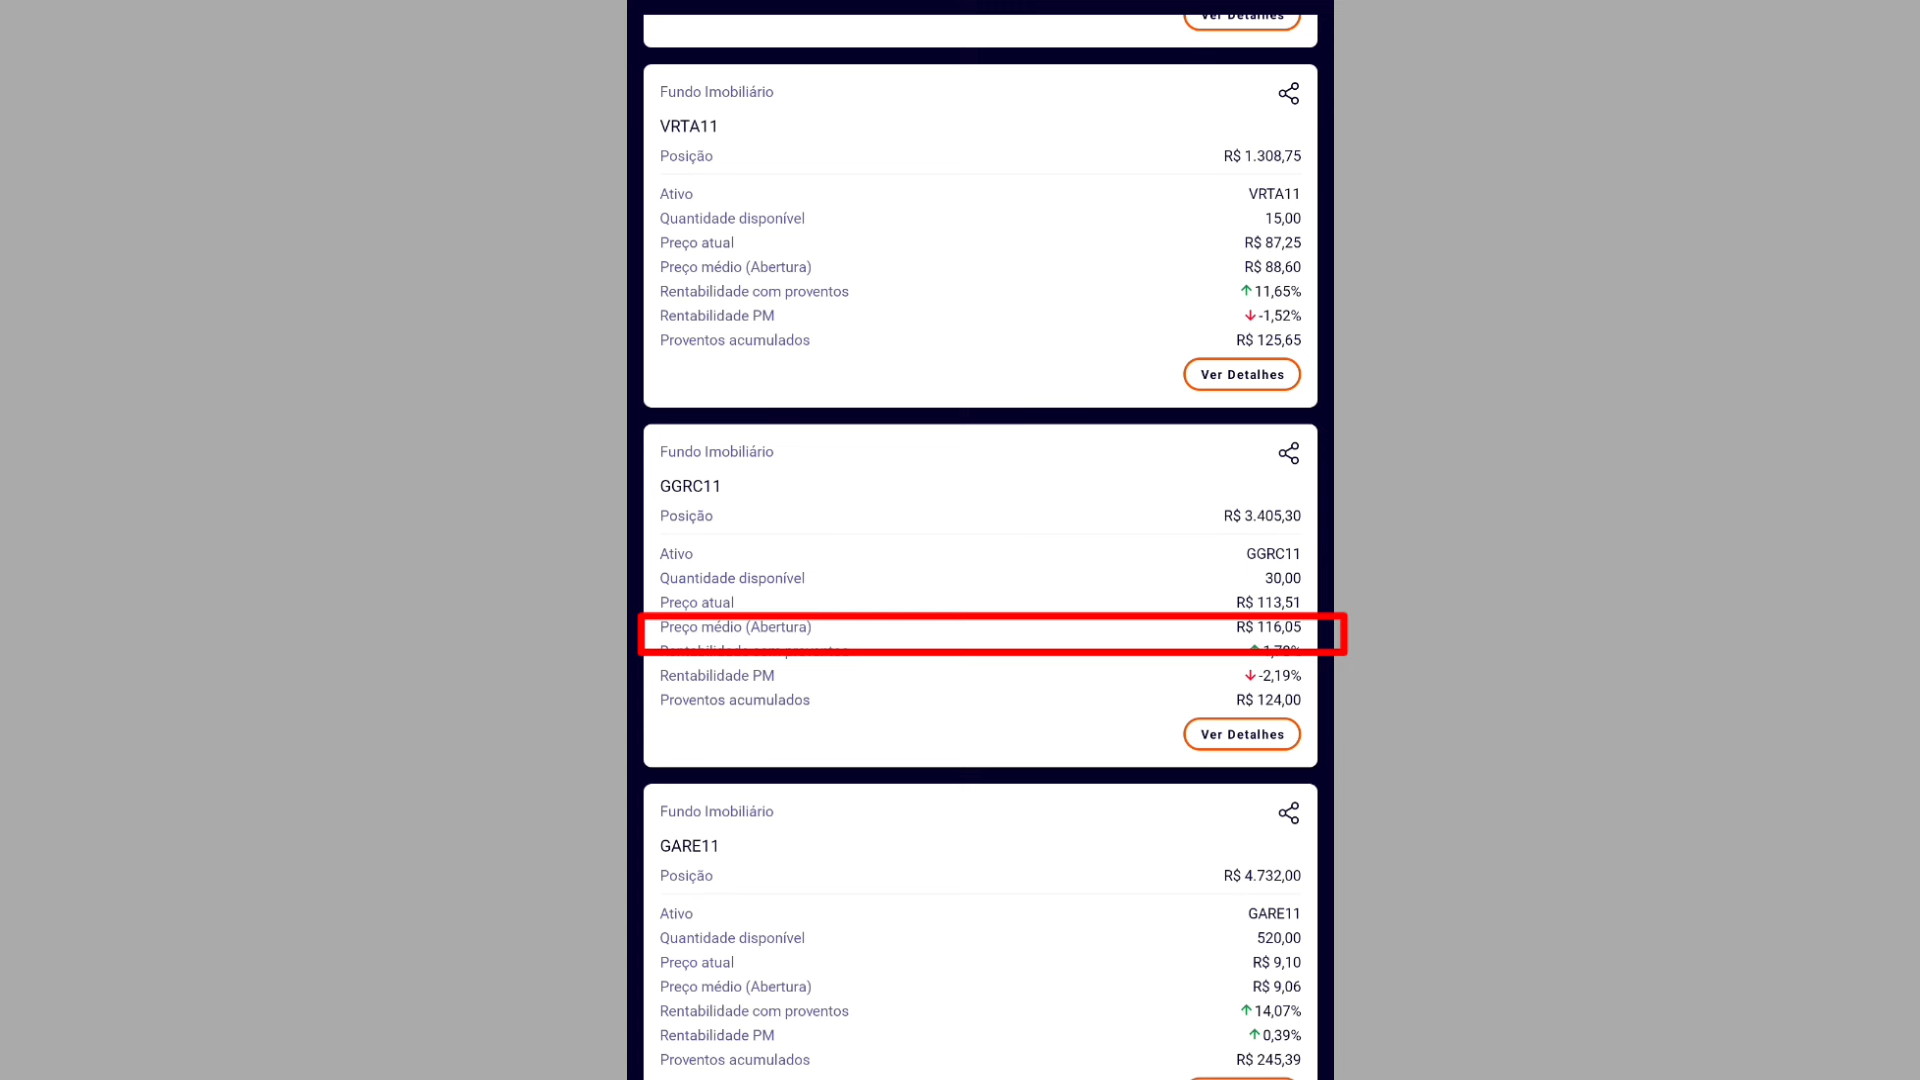 Ver Detalhes
Fundo Imobiliário
VRTA11
Posição R$ 1.308,75
Ativo VRTA11
Quantidade disponível 15,00
Preço atual R$ 87,25
Preço médio (Abertura) R$ 88,60
Rentabilidade com proventos 11,65%
Rentabilidade PM -1,52%
Proventos acumulados R$ 125,65
Ver Detalhes
Fundo Imobiliário
GGRC11
Posição R$ 3.405,30
Ativo GGRC11
Quantidade disponível 30,00
Preço atual R$ 113,51
Preço médio (Abertura) R$ 116,05
Rentabilidade com proventos 1,78%
Rentabilidade PM -2,19%
Proventos acumulados R$ 124,00
Ver Detalhes
Fundo Imobiliário
GARE11
Posição R$ 4.732,00
Ativo GARE11
Quantidade disponível 520,00
Preço atual R$ 9,10
Preço médio (Abertura) R$ 9,06
Rentabilidade com proventos 14,07%
Rentabilidade PM 0,39%
Proventos acumulados R$ 245,39